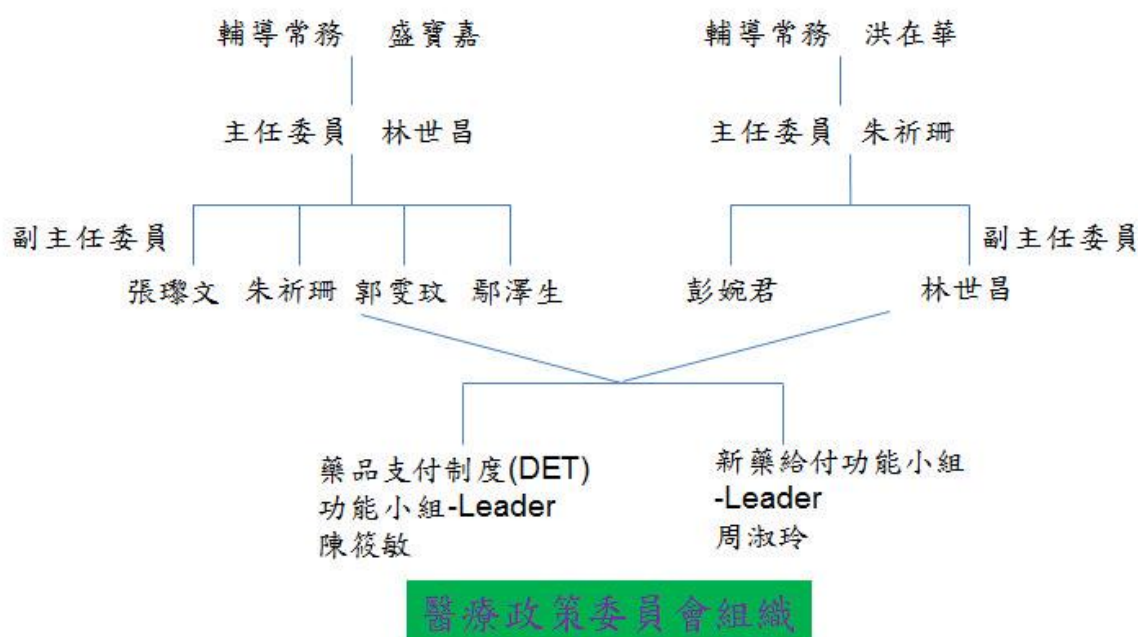 輔導常務 盛寶嘉
輔導常務 洪在華
主任委員 林世昌
主任委員 朱祈珊
副主任委員
副主任委員
張瓈文 朱祈珊 郭雯玟 鄢澤生
彭婉君
林世昌
藥品支付制度(DET)
功能小組-Leader
陳筱敏
新藥給付功能小組
-Leader
周淑玲
醫療政策委員會組織